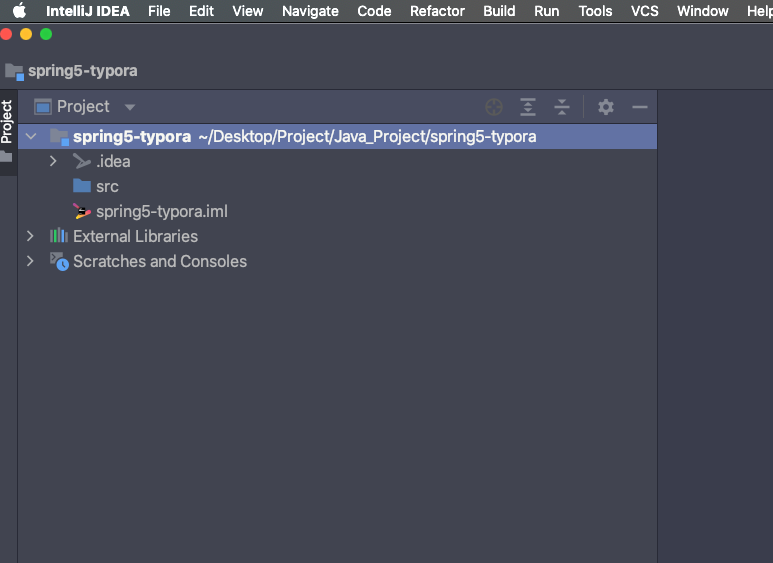 IntelliJ IDEA File Edit View Navigate Code Refactor Build Run Tools VCS Window Help
spring5-typora
Project
Project
spring5-typora ~/Desktop/Project/Java_Project/spring5-typora
.idea
src
spring5-typora.iml
External Libraries
Scratches and Consoles